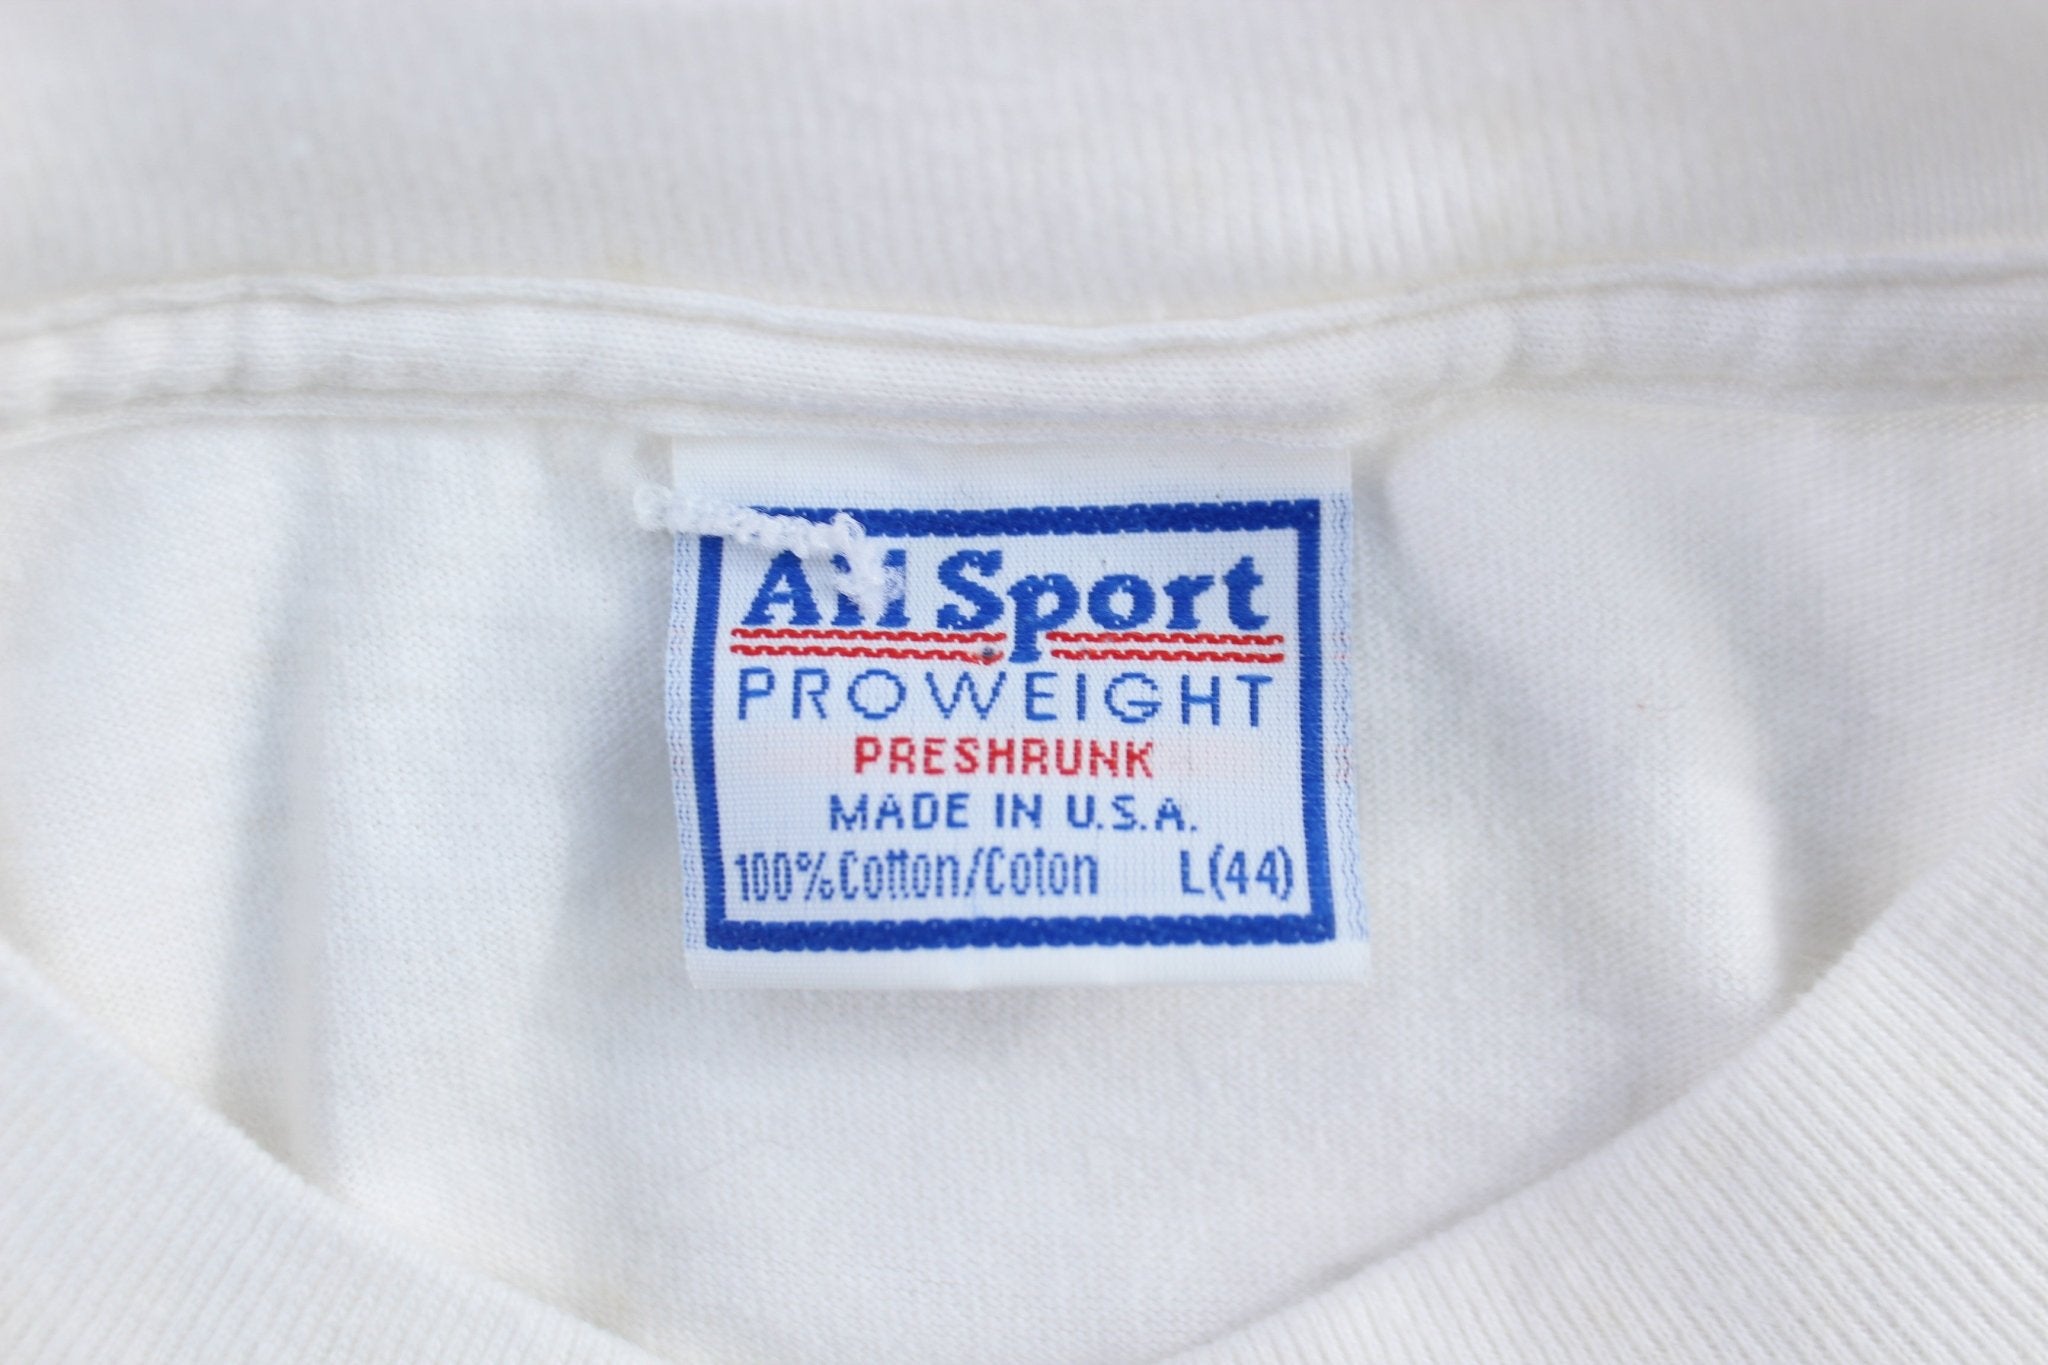 All Sport
PROWEIGHT
PRESHRUNK
MADE IN U.S.A.
100% Cotton/Coton L(44)